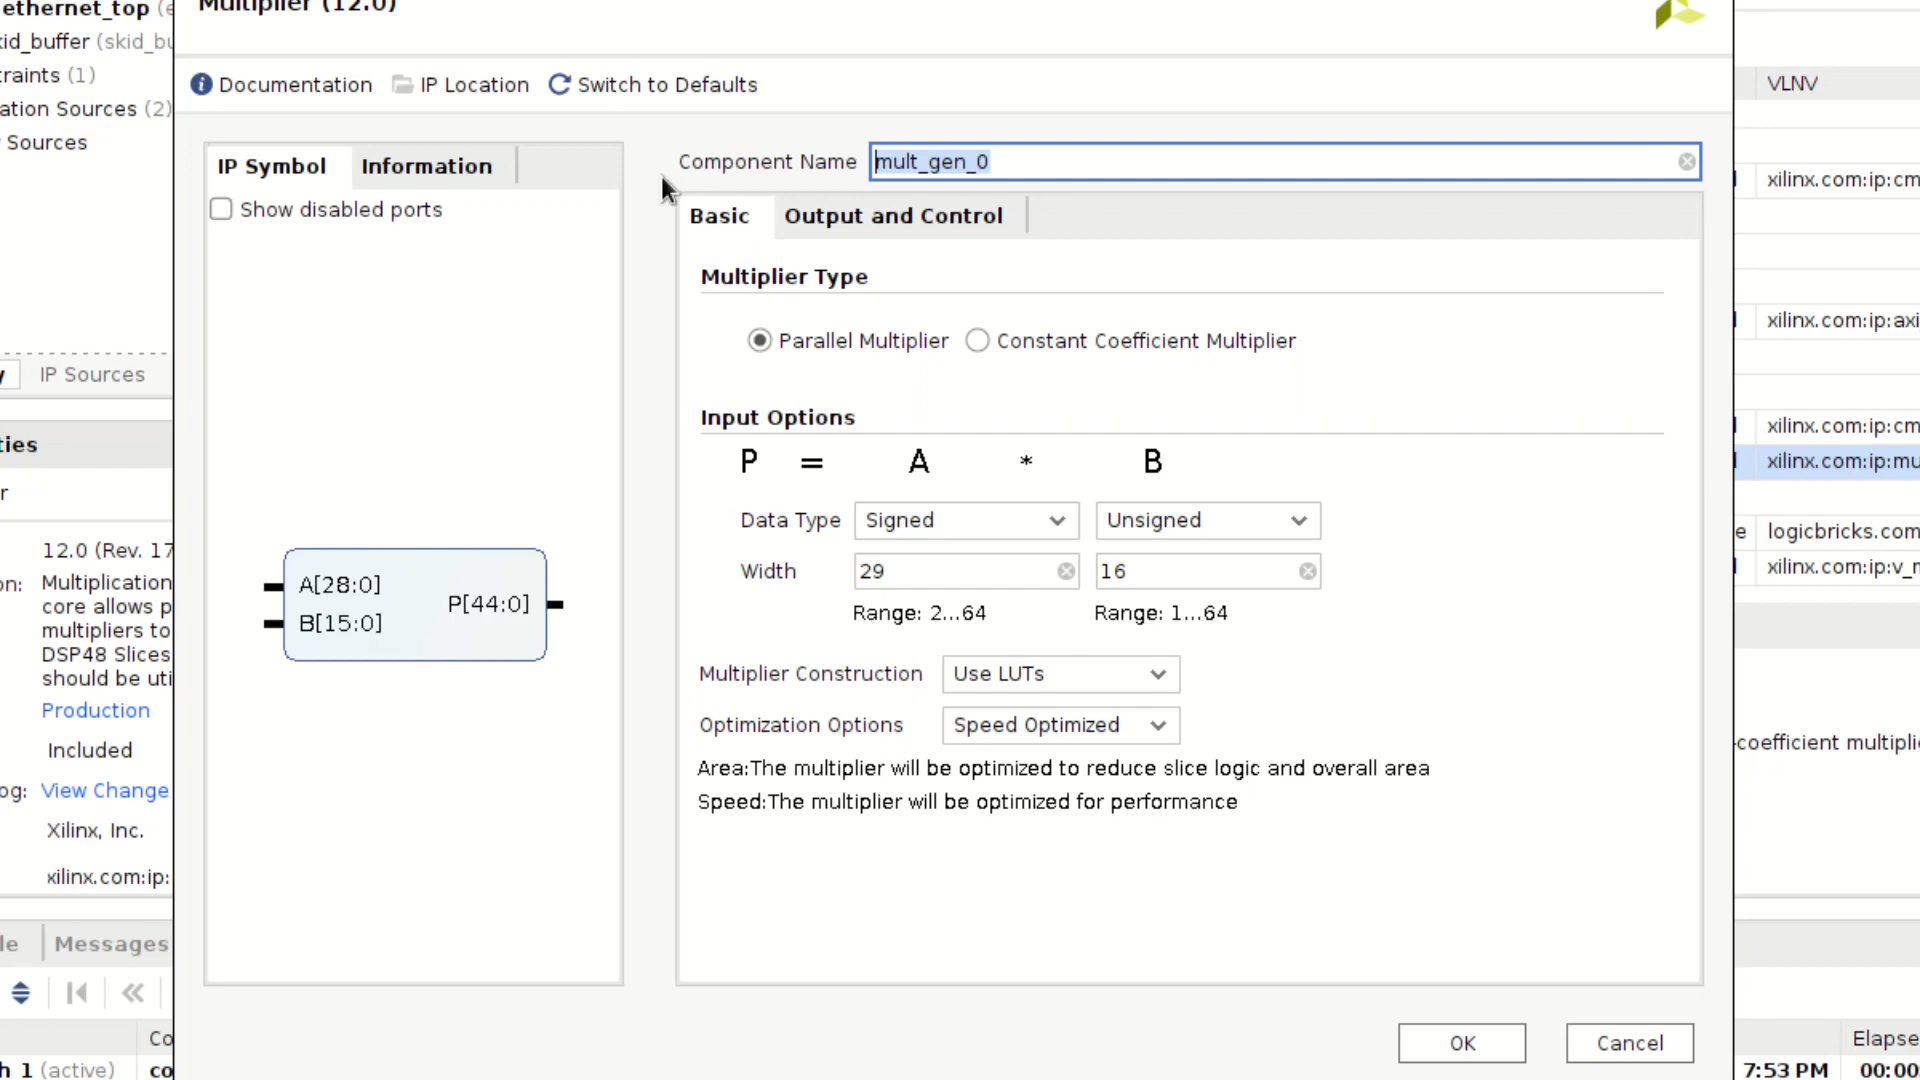 ethernet_top (e
Multiplier (12.0)
kid_buffer (skid_bu
raints (1)
Documentation IP Location Switch to Defaults
VLNV
ation Sources (2)
Sources
IP Symbol Information
Component Name mult_gen_0
xilinx.com:ip:cm
Show disabled ports
Basic Output and Control
Multiplier Type
xilinx.com:ip:axi
Parallel Multiplier Constant Coefficient Multiplier
IP Sources
Input Options
xilinx.com:ip:cm
ties
P = A * B
xilinx.com:ip:mu
r
Data Type Signed Unsigned
e logicbricks.com
12.0 (Rev. 17
Width 29 16
xilinx.com:ip:v_m
on: Multiplication
A[28:0]
core allows p
P[44:0]
Range: 2...64 Range: 1...64
B[15:0]
multipliers to
DSP48 Slices
should be uti
Multiplier Construction Use LUTs
Production
Optimization Options Speed Optimized
Included
-coefficient multiplie
Area:The multiplier will be optimized to reduce slice logic and overall area
og: View Change
Speed:The multiplier will be optimized for performance
Xilinx, Inc.
xilinx.com:ip:
le Messages
Co
OK Cancel
Elapse
h 1 (active) co
7:53 PM 00:00